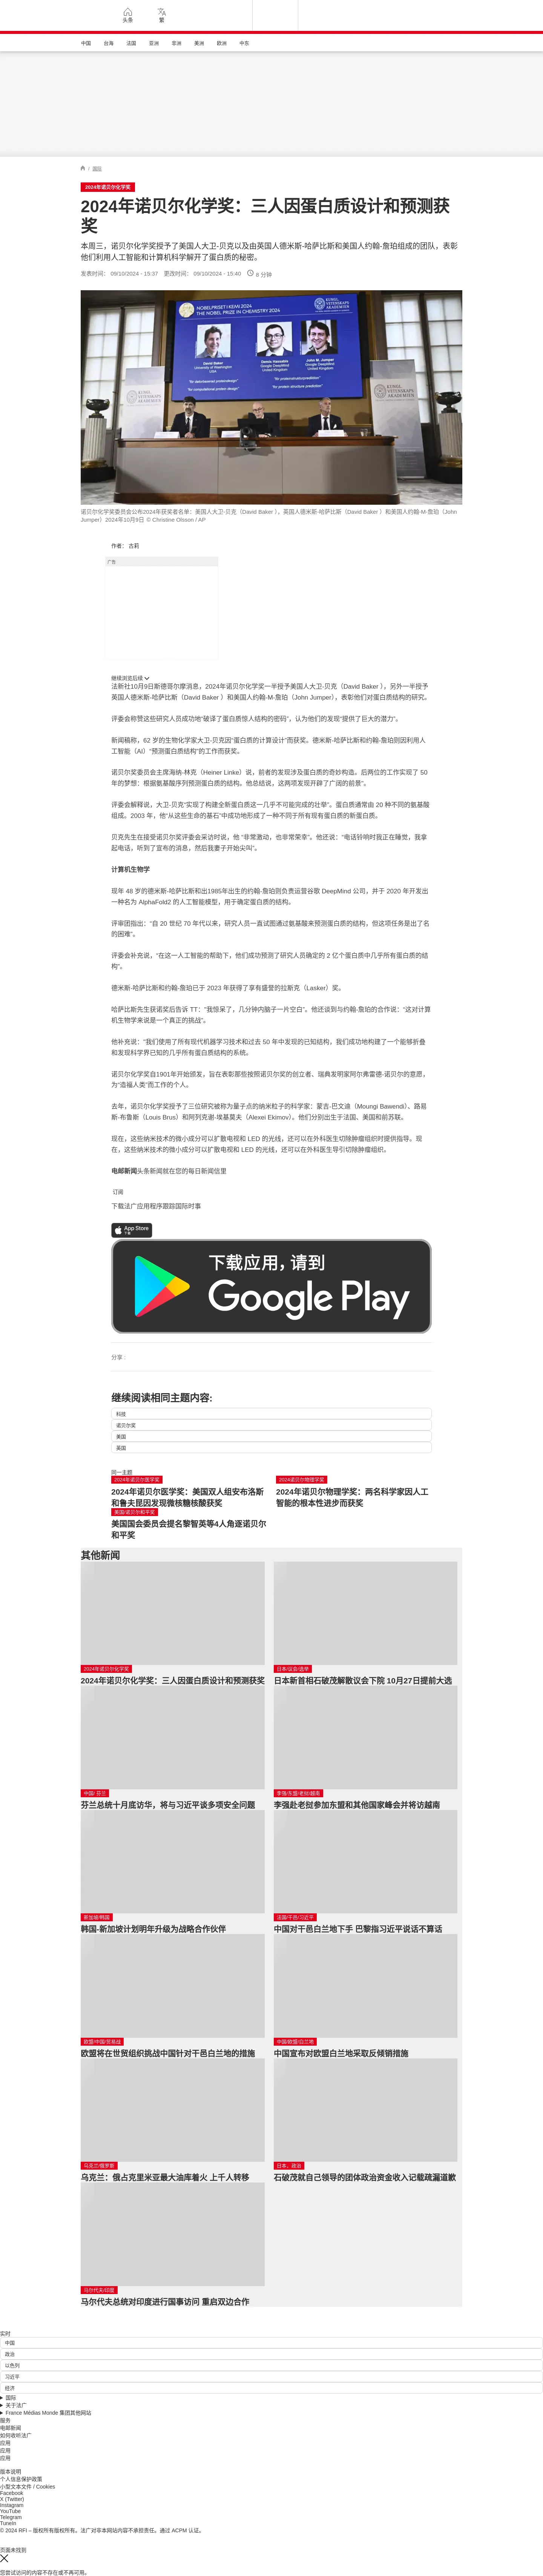 头条
繁
中国
台海
法国
亚洲
非洲
美洲
欧洲
中东
/ 国际
2024年诺贝尔化学奖
2024年诺贝尔化学奖：三人因蛋白质设计和预测获
奖
本周三，诺贝尔化学奖授予了美国人大卫-贝克以及由英国人德米斯-哈萨比斯和美国人约翰-詹珀组成的团队，表彰
他们利用人工智能和计算机科学解开了蛋白质的秘密。
发表时间： 09/10/2024 - 15:37 更改时间： 09/10/2024 - 15:40
诺贝尔化学奖委员会公布2024年获奖者名单：美国人大卫-贝克（David Baker ），英国人德米斯-哈萨比斯（David Baker ）和美国人约翰-M-詹珀（John
Jumper）2024年10月9日 © Christine Olsson / AP
作者： 古莉
广告
继续浏览后续
法新社10月9日斯德哥尔摩消息，2024年诺贝尔化学奖一半授予美国人大卫-贝克（David Baker ），另外一半授予
英国人德米斯-哈萨比斯（David Baker ）和美国人约翰-M-詹珀（John Jumper），表彰他们对蛋白质结构的研究。
评委会称赞这些研究人员成功地“破译了蛋白质惊人结构的密码”，认为他们的发现“提供了巨大的潜力”。
新闻稿称，62 岁的生物化学家大卫-贝克因“蛋白质的计算设计”而获奖。德米斯-哈萨比斯和约翰-詹珀则因利用人
工智能（AI）“预测蛋白质结构”的工作而获奖。
诺贝尔奖委员会主席海纳-林克（Heiner Linke）说，前者的发现涉及蛋白质的奇妙构造。后两位的工作实现了 50
年的梦想：根据氨基酸序列预测蛋白质的结构。他总结说，这两项发现开辟了广阔的前景”。
评委会解释说，大卫-贝克“实现了构建全新蛋白质这一几乎不可能完成的壮举”。蛋白质通常由 20 种不同的氨基酸
组成。2003 年，他“从这些生命的基石”中成功地形成了一种不同于所有现有蛋白质的新蛋白质。
贝克先生在接受诺贝尔奖评委会采访时说，他 “非常激动，也非常荣幸”。他还说：“电话铃响时我正在睡觉，我拿
起电话，听到了宣布的消息，然后我妻子开始尖叫”。
计算机生物学
现年 48 岁的德米斯-哈萨比斯和出1985年出生的约翰-詹珀则负责运营谷歌 DeepMind 公司，并于 2020 年开发出
一种名为 AlphaFold2 的人工智能模型，用于确定蛋白质的结构。
评审团指出：“自 20 世纪 70 年代以来，研究人员一直试图通过氨基酸来预测蛋白质的结构，但这项任务是出了名
的困难”。
评委会补充说，“在这一人工智能的帮助下，他们成功预测了研究人员确定的 2 亿个蛋白质中几乎所有蛋白质的结
构”。
德米斯-哈萨比斯和约翰-詹珀已于 2023 年获得了享有盛誉的拉斯克（Lasker）奖。
哈萨比斯先生获诺奖后告诉 TT：“我惊呆了，几分钟内脑子一片空白”。他还谈到与约翰-詹珀的合作说：“这对计算
机生物学来说是一个真正的挑战”。
他补充说：“我们使用了所有现代机器学习技术和过去 50 年中发现的已知结构，我们成功地构建了一个能够折叠
和发现科学界已知的几乎所有蛋白质结构的系统。
诺贝尔化学奖自1901年开始颁发，旨在表彰那些按照诺贝尔奖的创立者、瑞典发明家阿尔弗雷德-诺贝尔的意愿，
为“造福人类”而工作的个人。
去年，诺贝尔化学奖授予了三位研究被称为量子点的纳米粒子的科学家：蒙吉-巴文迪（Moungi Bawendi）、路易
斯-布鲁斯（Louis Brus）和阿列克谢-埃基莫夫（Alexei Ekimov）。他们分别出生于法国、美国和前苏联。
现在，这些纳米技术的微小成分可以扩散电视和 LED 的光线，还可以在外科医生切除肿瘤组织时提供指导。现
在，这些纳米技术的微小成分可以扩散电视和 LED 的光线，还可以在外科医生导引切除肿瘤组织。
电邮新闻头条新闻就在您的每日新闻信里
订阅
下载法广应用程序跟踪国际时事
App Store
下载
下载应用，请到
Google Play
分享 :
继续阅读相同主题内容:
科技
诺贝尔奖
美国
英国
同一主题
2024年诺贝尔医学奖
2024年诺贝尔医学奖：美国双人组安布洛斯
和鲁夫昆因发现微核糖核酸获奖
2024诺贝尔物理学奖
2024年诺贝尔物理学奖：两名科学家因人工
智能的根本性进步而获奖
美国/诺贝尔和平奖
美国国会委员会提名黎智英等4人角逐诺贝尔
和平奖
其他新闻
2024年诺贝尔化学奖
2024年诺贝尔化学奖：三人因蛋白质设计和预测获奖
日本/议会/选举
日本新首相石破茂解散议会下院 10月27日提前大选
中国/ 芬兰
芬兰总统十月底访华，将与习近平谈多项安全问题
李强/东盟/老挝/越南
李强赴老挝参加东盟和其他国家峰会并将访越南
新加坡/韩国
韩国-新加坡计划明年升级为战略合作伙伴
法国/干邑/习近平
中国对干邑白兰地下手 巴黎指习近平说话不算话
欧盟/中国/贸易战
欧盟将在世贸组织挑战中国针对干邑白兰地的措施
中国/欧盟/白兰地
中国宣布对欧盟白兰地采取反倾销措施
乌克兰/俄罗斯
乌克兰：俄占克里米亚最大油库着火 上千人转移
日本、政治
石破茂就自己领导的团体政治资金收入记载疏漏道歉
马尔代夫/印度
马尔代夫总统对印度进行国事访问 重启双边合作
实时
中国
政治
以色列
习近平
经济
国际
关于法广
France Médias Monde 集团其他网站
服务
电邮新闻
如何收听法广
应用
应用
应用
版本说明
个人信息保护政策
小型文本文件 / Cookies
Facebook
X (Twitter)
Instagram
YouTube
Telegram
TuneIn
© 2024 RFI – 版权所有版权所有。法广对非本网站内容不承担责任。通过 ACPM 认证。
页面未找到
您尝试访问的内容不存在或不再可用。